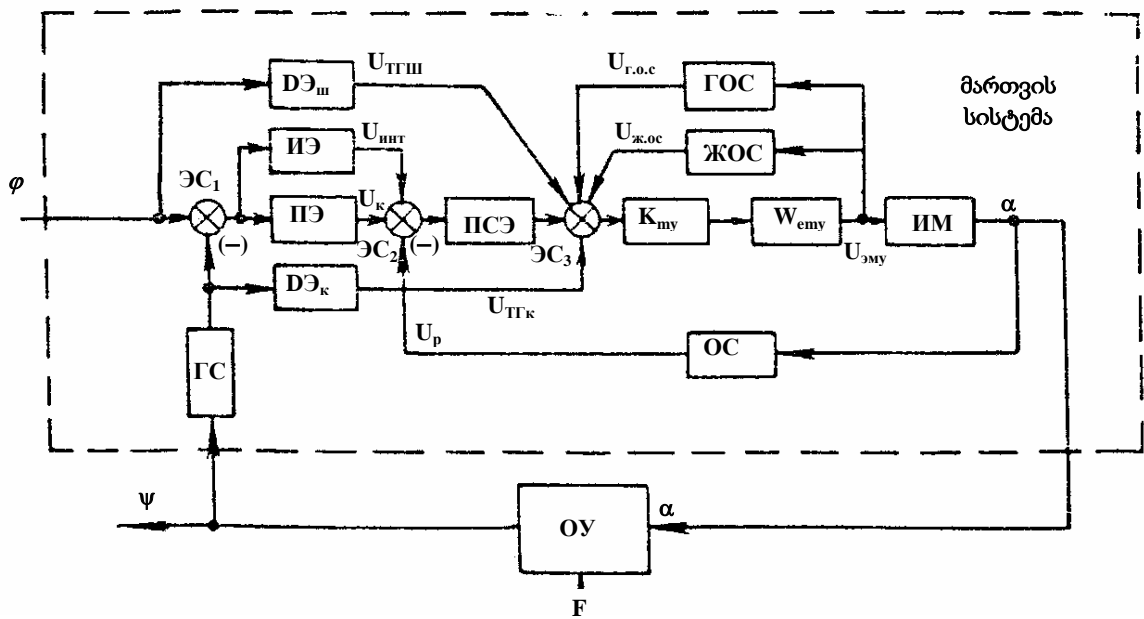 მართვის
სისტემა
DЭш
UТГШ
Uг.о.с
ГОС
ИЭ
Uинт
Uж.ос
ЖОС
φ
ЭС1
(–)
ПЭ
Uк
ЭС2
(–)
ПСЭ
ЭС3
Kmy
Wemy
Uэму
ИМ
α
DЭк
UТГк
Uр
ОС
ГС
ψ
ОУ
α
F